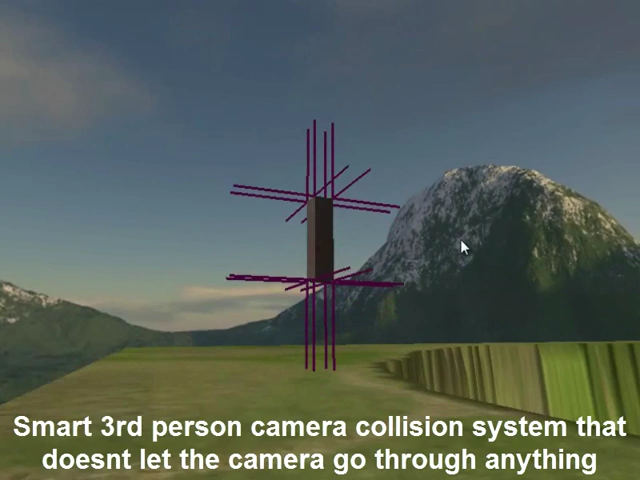 Smart 3rd person camera collision system that
doesnt let the camera go through anything